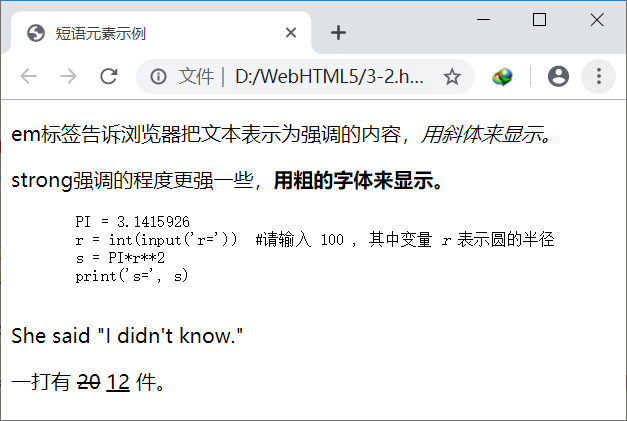 短语元素示例
文件 | D:/WebHTML5/3-2.h...
em标签告诉浏览器把文本表示为强调的内容，用斜体来显示。
strong强调的程度更强一些，用粗的字体来显示。
PI = 3.1415926
r = int(input('r='))  #请输入 100 ，其中变量 r 表示圆的半径
s = PI*r**2
print('s=', s)
She said "I didn't know."
一打有 20 12 件。